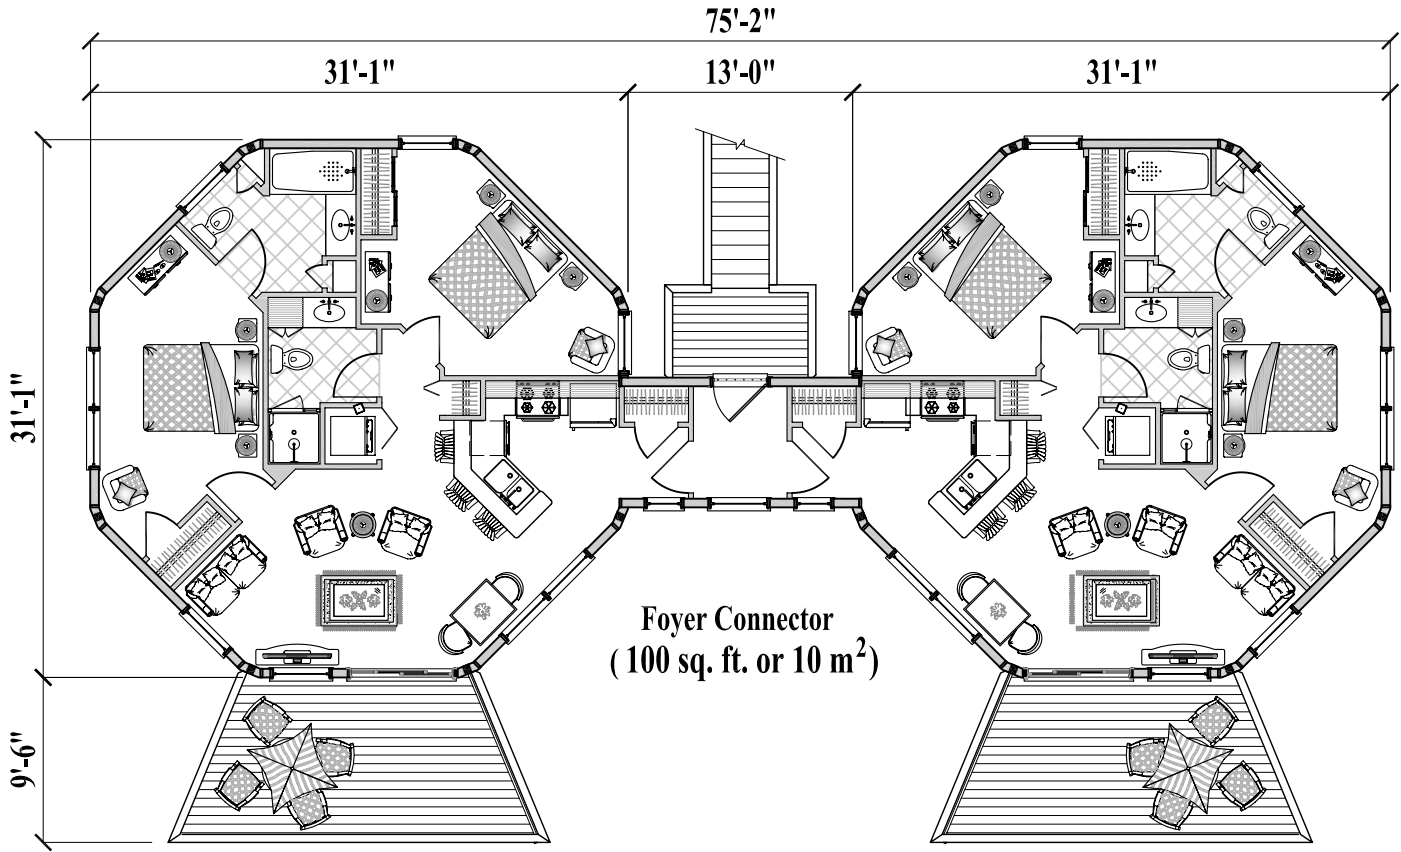 75'-2"
31'-1" 13'-0" 31'-1"
31'-1"
Foyer Connector
( 100 sq. ft. or 10 m²)
9'-6"